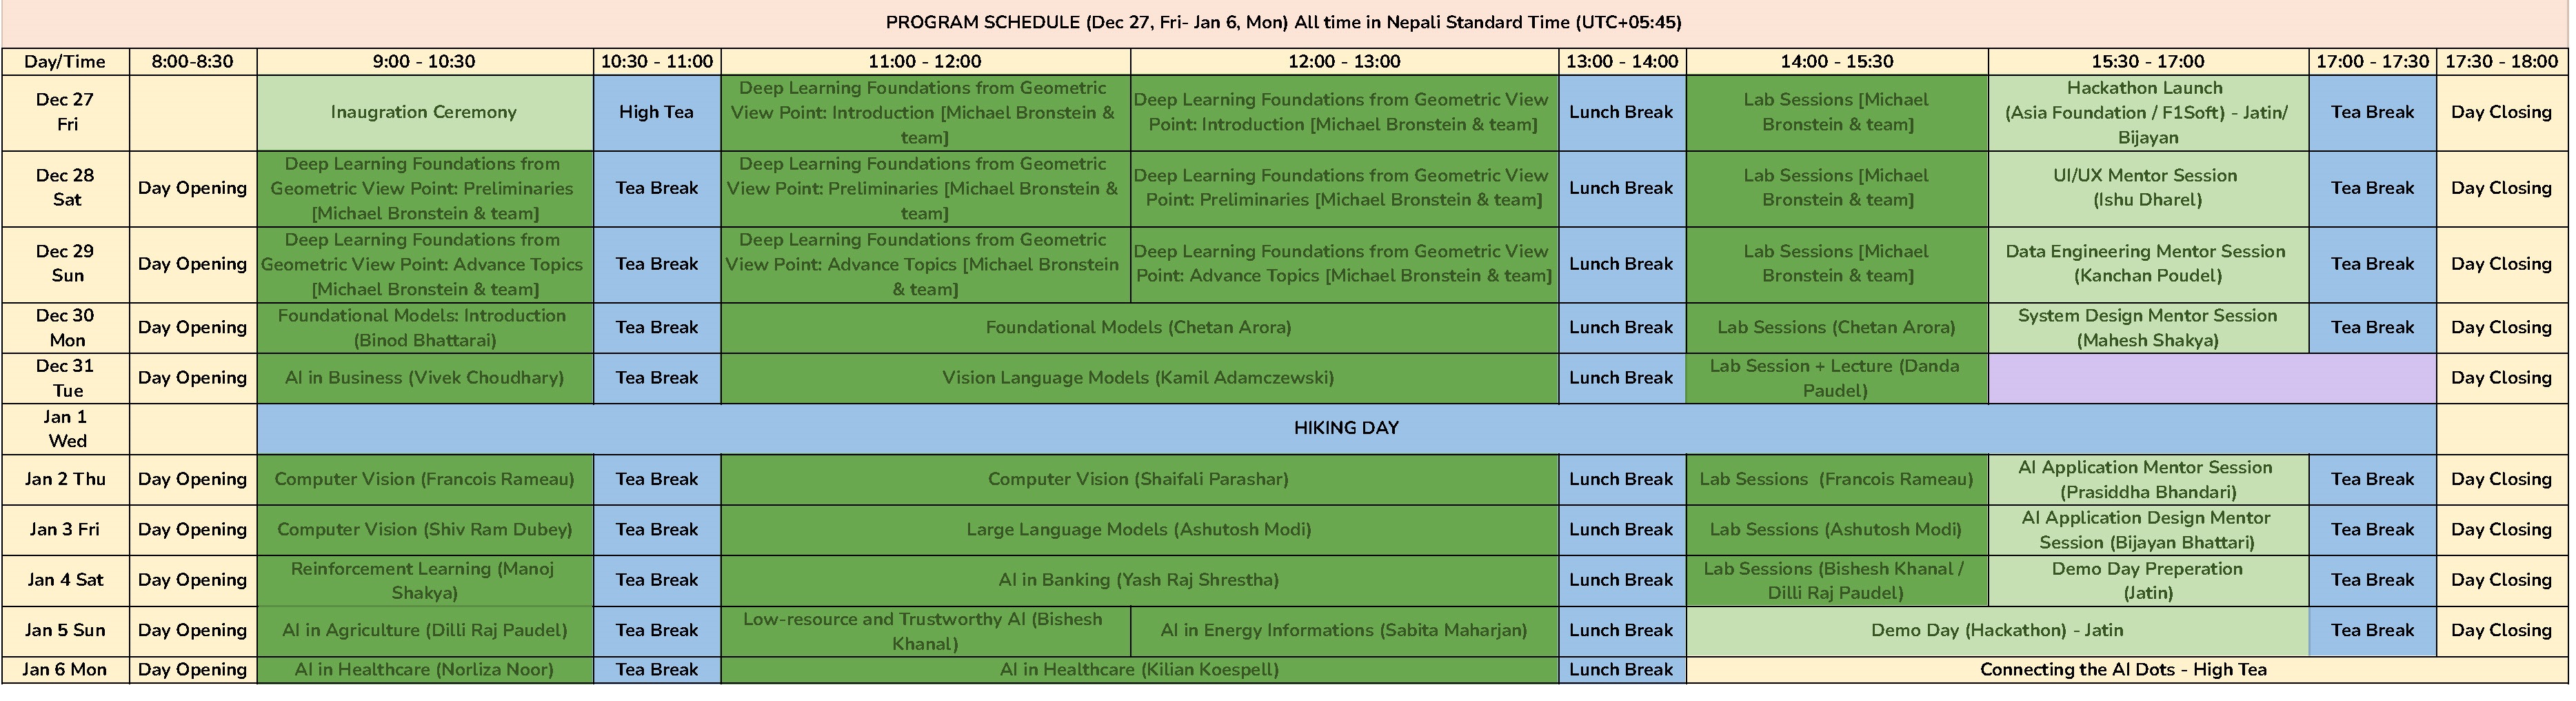 PROGRAM SCHEDULE (Dec 27, Fri- Jan 6, Mon) All time in Nepali Standard Time (UTC+05:45)
Day/Time 8:00-8:30 9:00 - 10:30 10:30 - 11:00 11:00 - 12:00 12:00 - 13:00 13:00 - 14:00 14:00 - 15:30 15:30 - 17:00 17:00 - 17:30 17:30 - 18:00
Dec 27
Fri
Inaugration Ceremony
High Tea
Deep Learning Foundations from Geometric
View Point: Introduction [Michael Bronstein &
team]
Deep Learning Foundations from Geometric View
Point: Introduction [Michael Bronstein & team]
Lunch Break
Lab Sessions [Michael
Bronstein & team]
Hackathon Launch
(Asia Foundation / F1Soft) - Jatin/
Bijayan
Tea Break
Day Closing
Dec 28
Sat
Day Opening
Deep Learning Foundations from
Geometric View Point: Preliminaries
[Michael Bronstein & team]
Tea Break
Deep Learning Foundations from Geometric
View Point: Preliminaries [Michael Bronstein &
team]
Deep Learning Foundations from Geometric View
Point: Preliminaries [Michael Bronstein & team]
Lunch Break
Lab Sessions [Michael
Bronstein & team]
UI/UX Mentor Session
(Ishu Dharel)
Tea Break
Day Closing
Dec 29
Sun
Day Opening
Deep Learning Foundations from
Geometric View Point: Advance Topics
[Michael Bronstein & team]
Tea Break
Deep Learning Foundations from Geometric
View Point: Advance Topics [Michael Bronstein
& team]
Deep Learning Foundations from Geometric View
Point: Advance Topics [Michael Bronstein & team]
Lunch Break
Lab Sessions [Michael
Bronstein & team]
Data Engineering Mentor Session
(Kanchan Poudel)
Tea Break
Day Closing
Dec 30
Mon
Day Opening
Foundational Models: Introduction
(Binod Bhattarai)
Tea Break
Foundational Models (Chetan Arora)
Lunch Break
Lab Sessions (Chetan Arora)
System Design Mentor Session
(Mahesh Shakya)
Tea Break
Day Closing
Dec 31
Tue
Day Opening
AI in Business (Vivek Choudhary)
Tea Break
Vision Language Models (Kamil Adamczewski)
Lunch Break
Lab Session + Lecture (Danda
Paudel)
Day Closing
Jan 1
Wed
HIKING DAY
Jan 2 Thu
Day Opening
Computer Vision (Francois Rameau)
Tea Break
Computer Vision (Shaifali Parashar)
Lunch Break
Lab Sessions (Francois Rameau)
AI Application Mentor Session
(Prasiddha Bhandari)
Tea Break
Day Closing
Jan 3 Fri
Day Opening
Computer Vision (Shiv Ram Dubey)
Tea Break
Large Language Models (Ashutosh Modi)
Lunch Break
Lab Sessions (Ashutosh Modi)
AI Application Design Mentor
Session (Bijayan Bhattari)
Tea Break
Day Closing
Jan 4 Sat
Day Opening
Reinforcement Learning (Manoj
Shakya)
Tea Break
AI in Banking (Yash Raj Shrestha)
Lunch Break
Lab Sessions (Bishesh Khanal /
Dilli Raj Paudel)
Demo Day Preperation
(Jatin)
Tea Break
Day Closing
Jan 5 Sun
Day Opening
AI in Agriculture (Dilli Raj Paudel)
Tea Break
Low-resource and Trustworthy AI (Bishesh
Khanal)
AI in Energy Informations (Sabita Maharjan)
Lunch Break
Demo Day (Hackathon) - Jatin
Tea Break
Day Closing
Jan 6 Mon
Day Opening
AI in Healthcare (Norliza Noor)
Tea Break
AI in Healthcare (Kilian Koespell)
Lunch Break
Connecting the AI Dots - High Tea